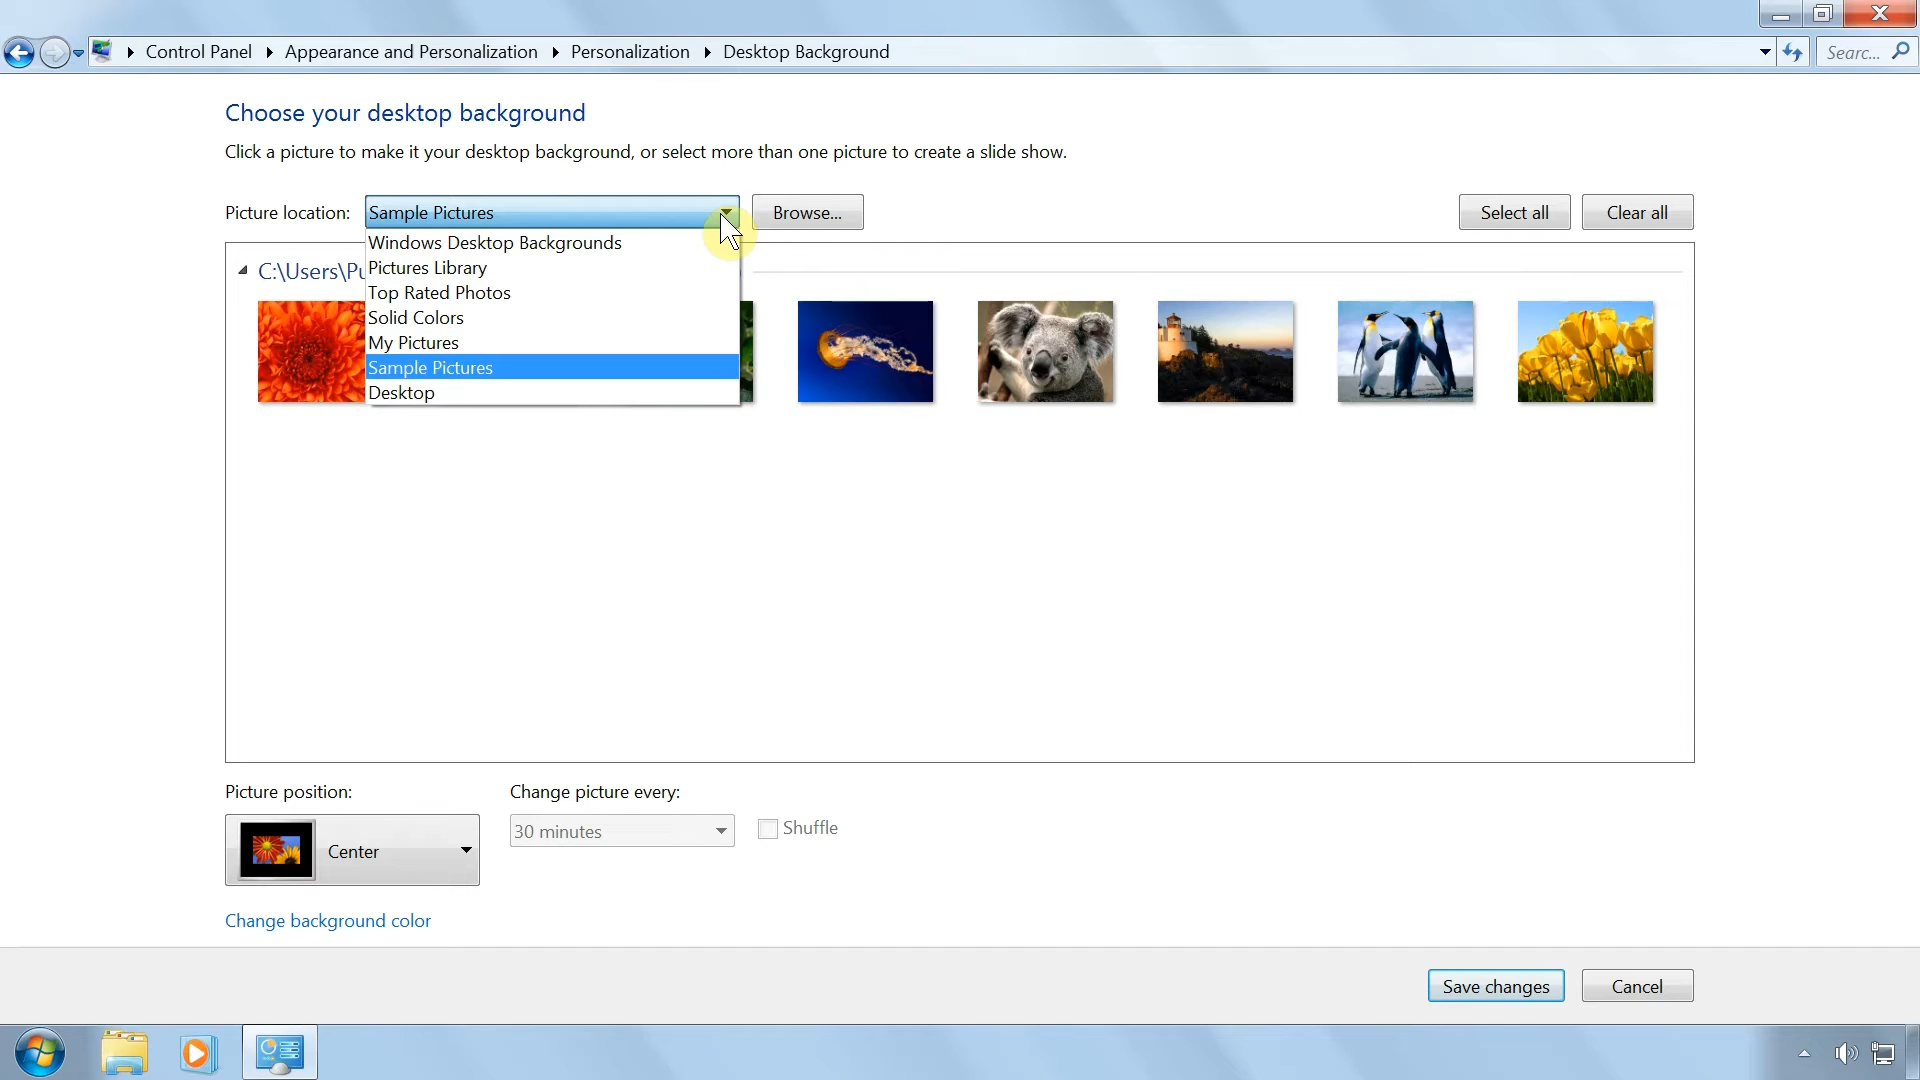 Control Panel Appearance and Personalization Personalization Desktop Background
Searc...
Choose your desktop background
Click a picture to make it your desktop background, or select more than one picture to create a slide show.
Picture location: Sample Pictures Browse... Select all Clear all
Windows Desktop Backgrounds
C:\Users\Pu
Pictures Library
Top Rated Photos
Solid Colors
My Pictures
Sample Pictures
Desktop
Picture position:
Change picture every:
Center
30 minutes
Shuffle
Change background color
Save changes
Cancel